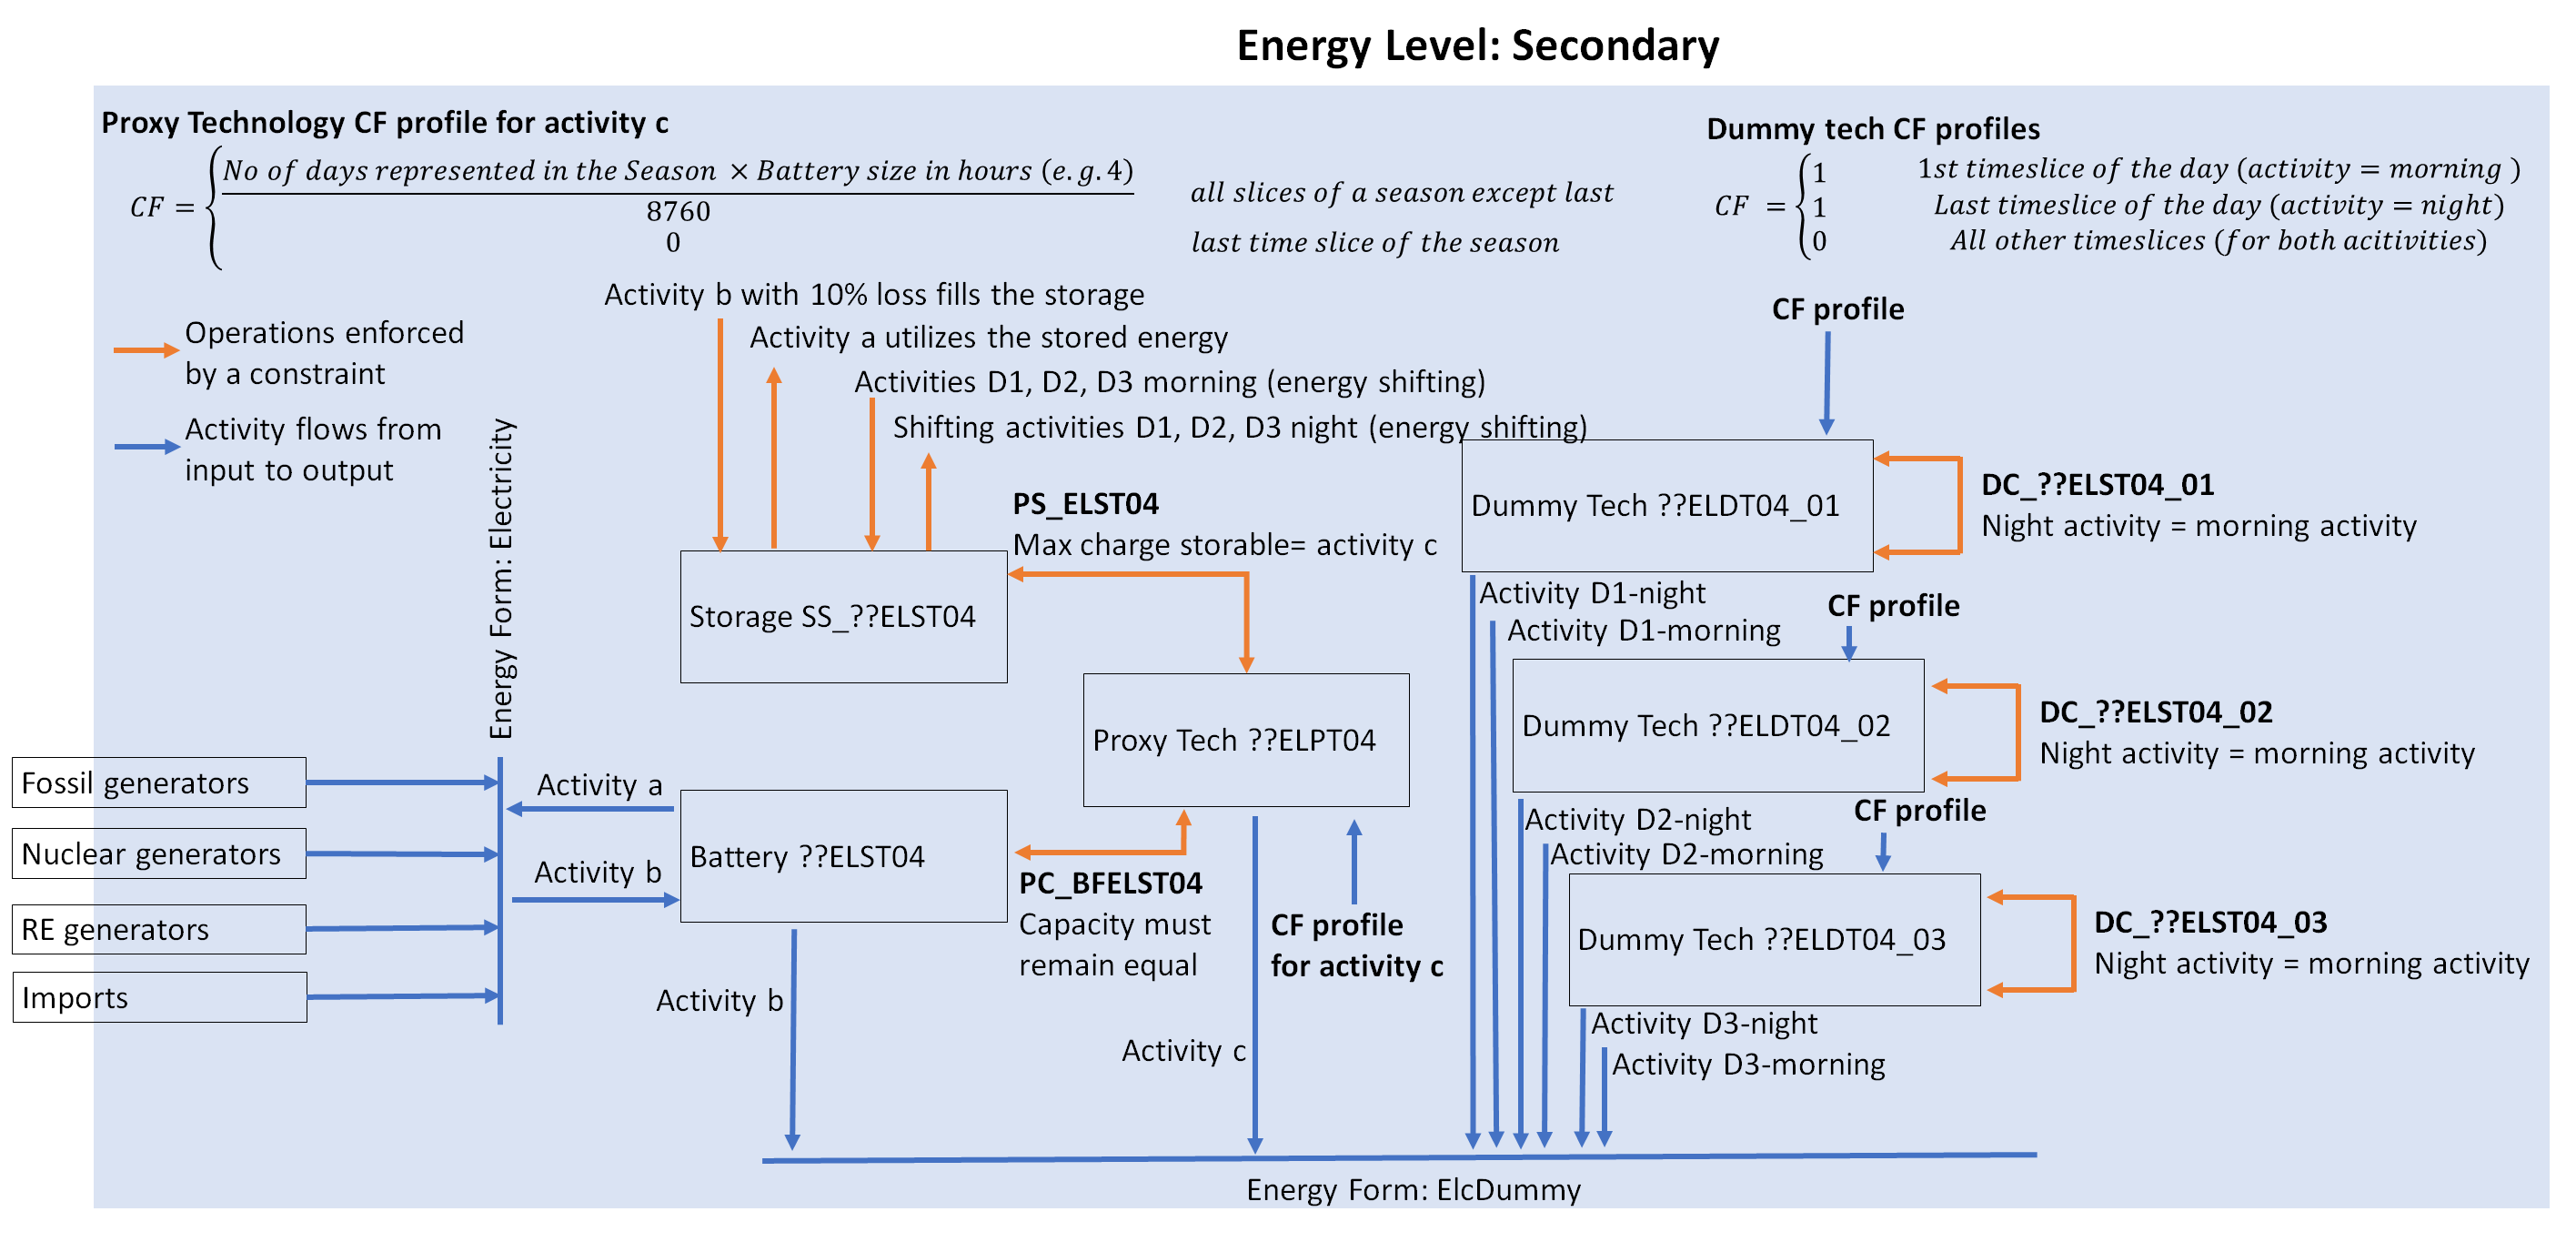 Energy Level: Secondary
Proxy Technology CF profile for activity c
CF = { No of days represented in the Season × Battery size in hours (e.g. 4)
8760
all slices of a season except last
0
last time slice of the season
Dummy tech CF profiles
CF = { 1 1st timeslice of the day (activity = morning )
1 Last timeslice of the day (activity = night)
0 All other timeslices (for both acitivities)
Activity b with 10% loss fills the storage
Activity a utilizes the stored energy
Activities D1, D2, D3 morning (energy shifting)
Shifting activities D1, D2, D3 night (energy shifting)
Operations enforced
by a constraint
Activity flows from
input to output
Energy Form: Electricity
CF profile
Dummy Tech ??ELDT04_01
DC_??ELST04_01
Night activity = morning activity
PS_ELST04
Max charge storable= activity c
Storage SS_??ELST04
Activity D1-night
Activity D1-morning
CF profile
Dummy Tech ??ELDT04_02
DC_??ELST04_02
Night activity = morning activity
Proxy Tech ??ELPT04
Fossil generators
Nuclear generators
RE generators
Imports
Activity a
Activity b
Battery ??ELST04
PC_BFELST04
Capacity must
remain equal
CF profile
for activity c
Activity D2-night
Activity D2-morning
CF profile
Dummy Tech ??ELDT04_03
DC_??ELST04_03
Night activity = morning activity
Activity b
Activity c
Activity D3-night
Activity D3-morning
Energy Form: ElcDummy